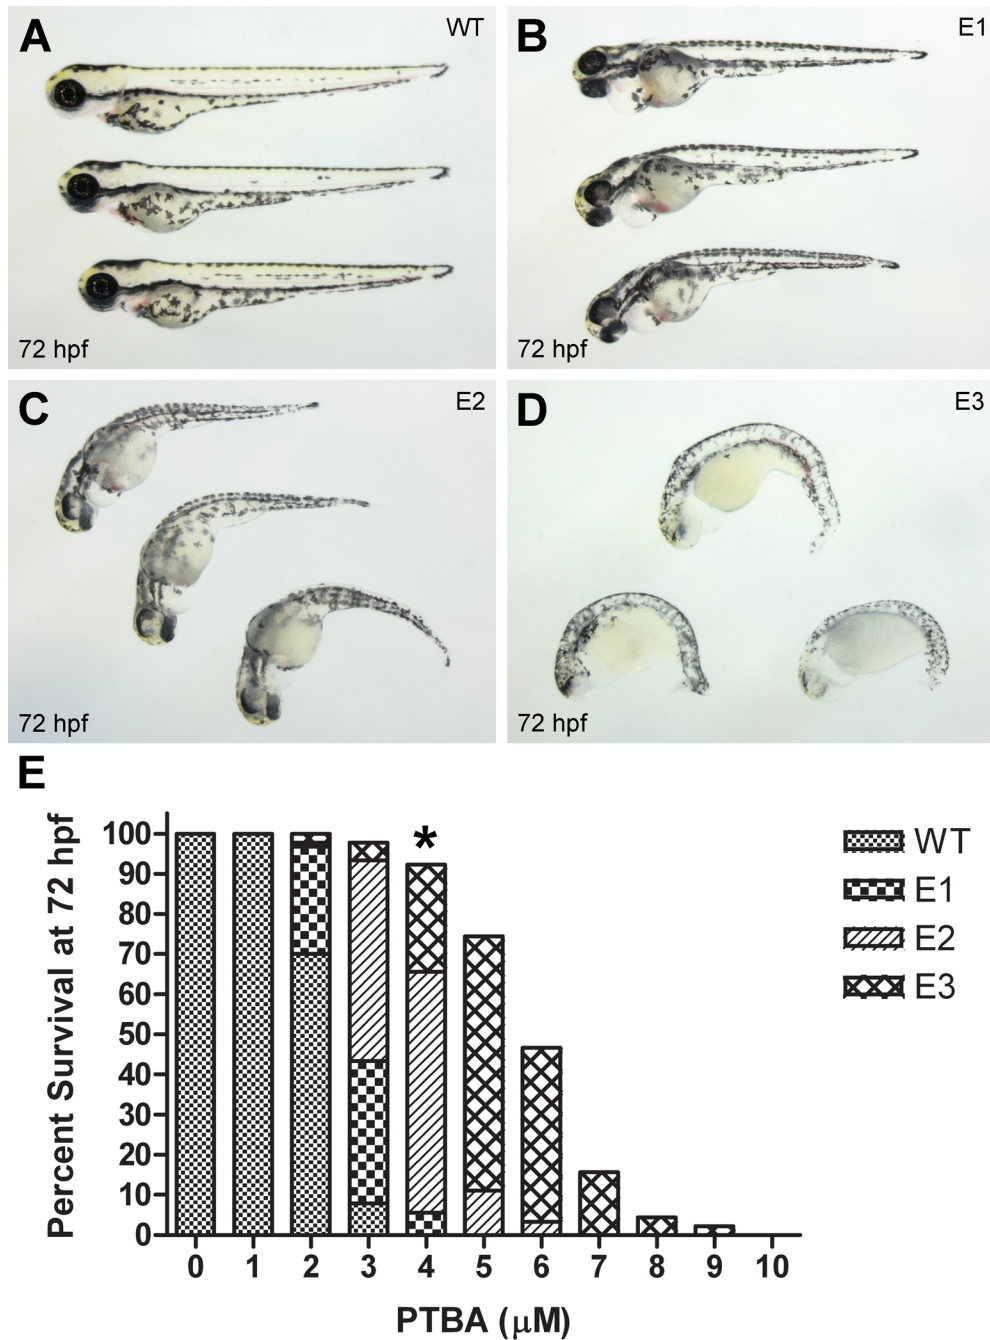 A WT
72 hpf
B E1
72 hpf
C E2
72 hpf
D E3
72 hpf
E
Percent Survival at 72 hpf
100
90
80
70
60
50
40
30
20
10
0
*
0 1 2 3 4 5 6 7 8 9 10
PTBA (μM)
WT
E1
E2
E3